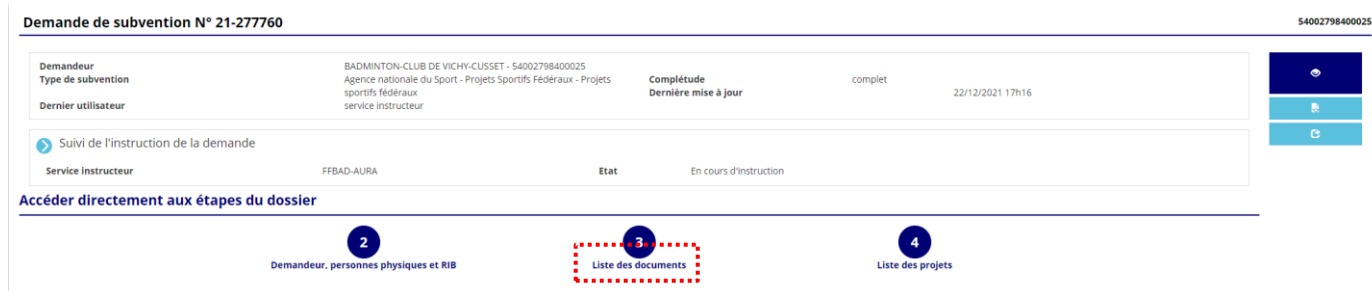 Demande de subvention N° 21-277760
54002798400025
Demandeur BADMINTON-CLUB DE VICHY-CUSSET - 54002798400025
Type de subvention Agence nationale du Sport - Projets Sportifs Fédéraux - Projets sportifs fédéraux
Complétude complet
Dernière mise à jour 22/12/2021 17h16
Dernier utilisateur service instructeur
Suivi de l'instruction de la demande
Service instructeur FFBAD-AURA Etat En cours d'instruction
Accéder directement aux étapes du dossier
2 3 4
Demandeur, personnes physiques et RIB Liste des documents Liste des projets